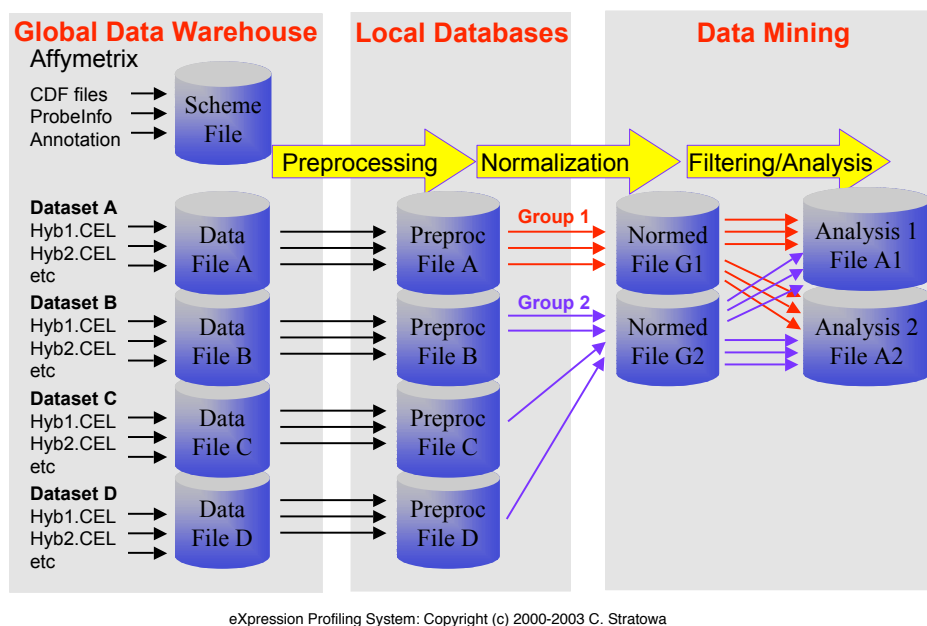 Global Data Warehouse
Local Databases
Data Mining
Affymetrix
CDF files
ProbeInfo
Annotation
Scheme
File
Preprocessing
Normalization
Filtering/Analysis
Dataset A
Hyb1.CEL
Hyb2.CEL
etc
Data
File A
Preproc
File A
Group 1
Normed
File G1
Analysis 1
File A1
Dataset B
Hyb1.CEL
Hyb2.CEL
etc
Data
File B
Preproc
File B
Group 2
Normed
File G2
Analysis 2
File A2
Dataset C
Hyb1.CEL
Hyb2.CEL
etc
Data
File C
Preproc
File C
Dataset D
Hyb1.CEL
Hyb2.CEL
etc
Data
File D
Preproc
File D
eXpression Profiling System: Copyright (c) 2000-2003 C. Stratowa